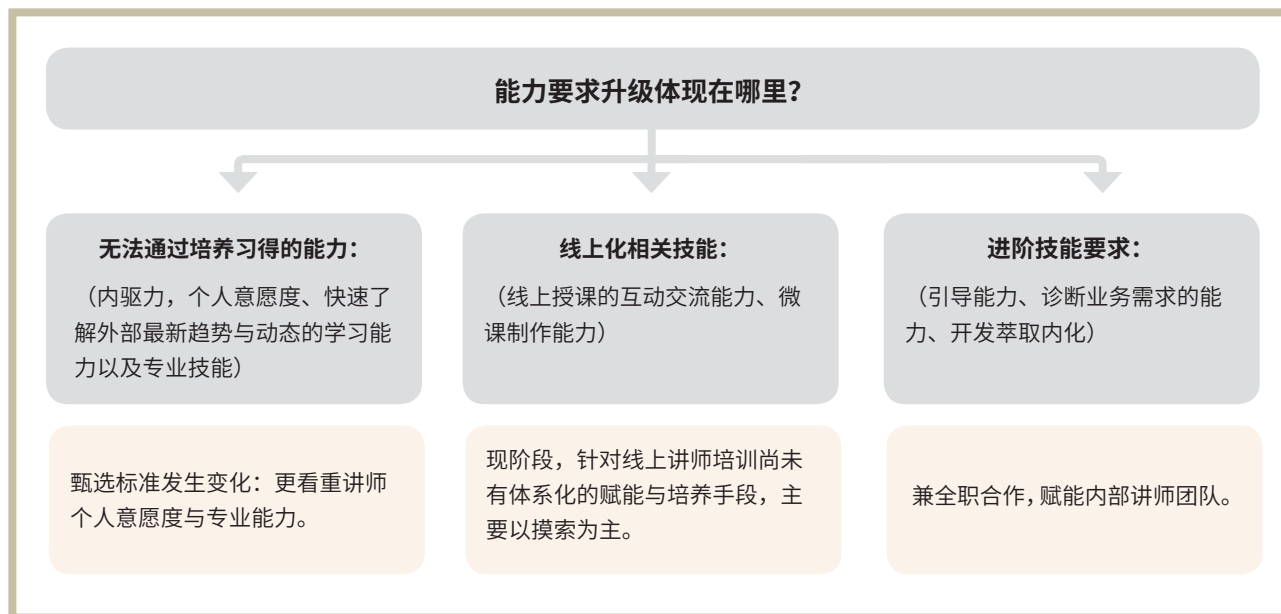 能力要求升级体现在哪里？
无法通过培养习得的能力：
（内驱力，个人意愿度、快速了
解外部最新趋势与动态的学习能
力以及专业技能）
线上化相关技能：
（线上授课的互动交流能力、微
课制作能力）
进阶技能要求：
（引导能力、诊断业务需求的能
力、开发萃取内化）
甄选标准发生变化：更看重讲师
个人意愿度与专业能力。
现阶段，针对线上讲师培训尚未
有体系化的赋能与培养手段，主
要以摸索为主。
兼全职合作，赋能内部讲师团队。